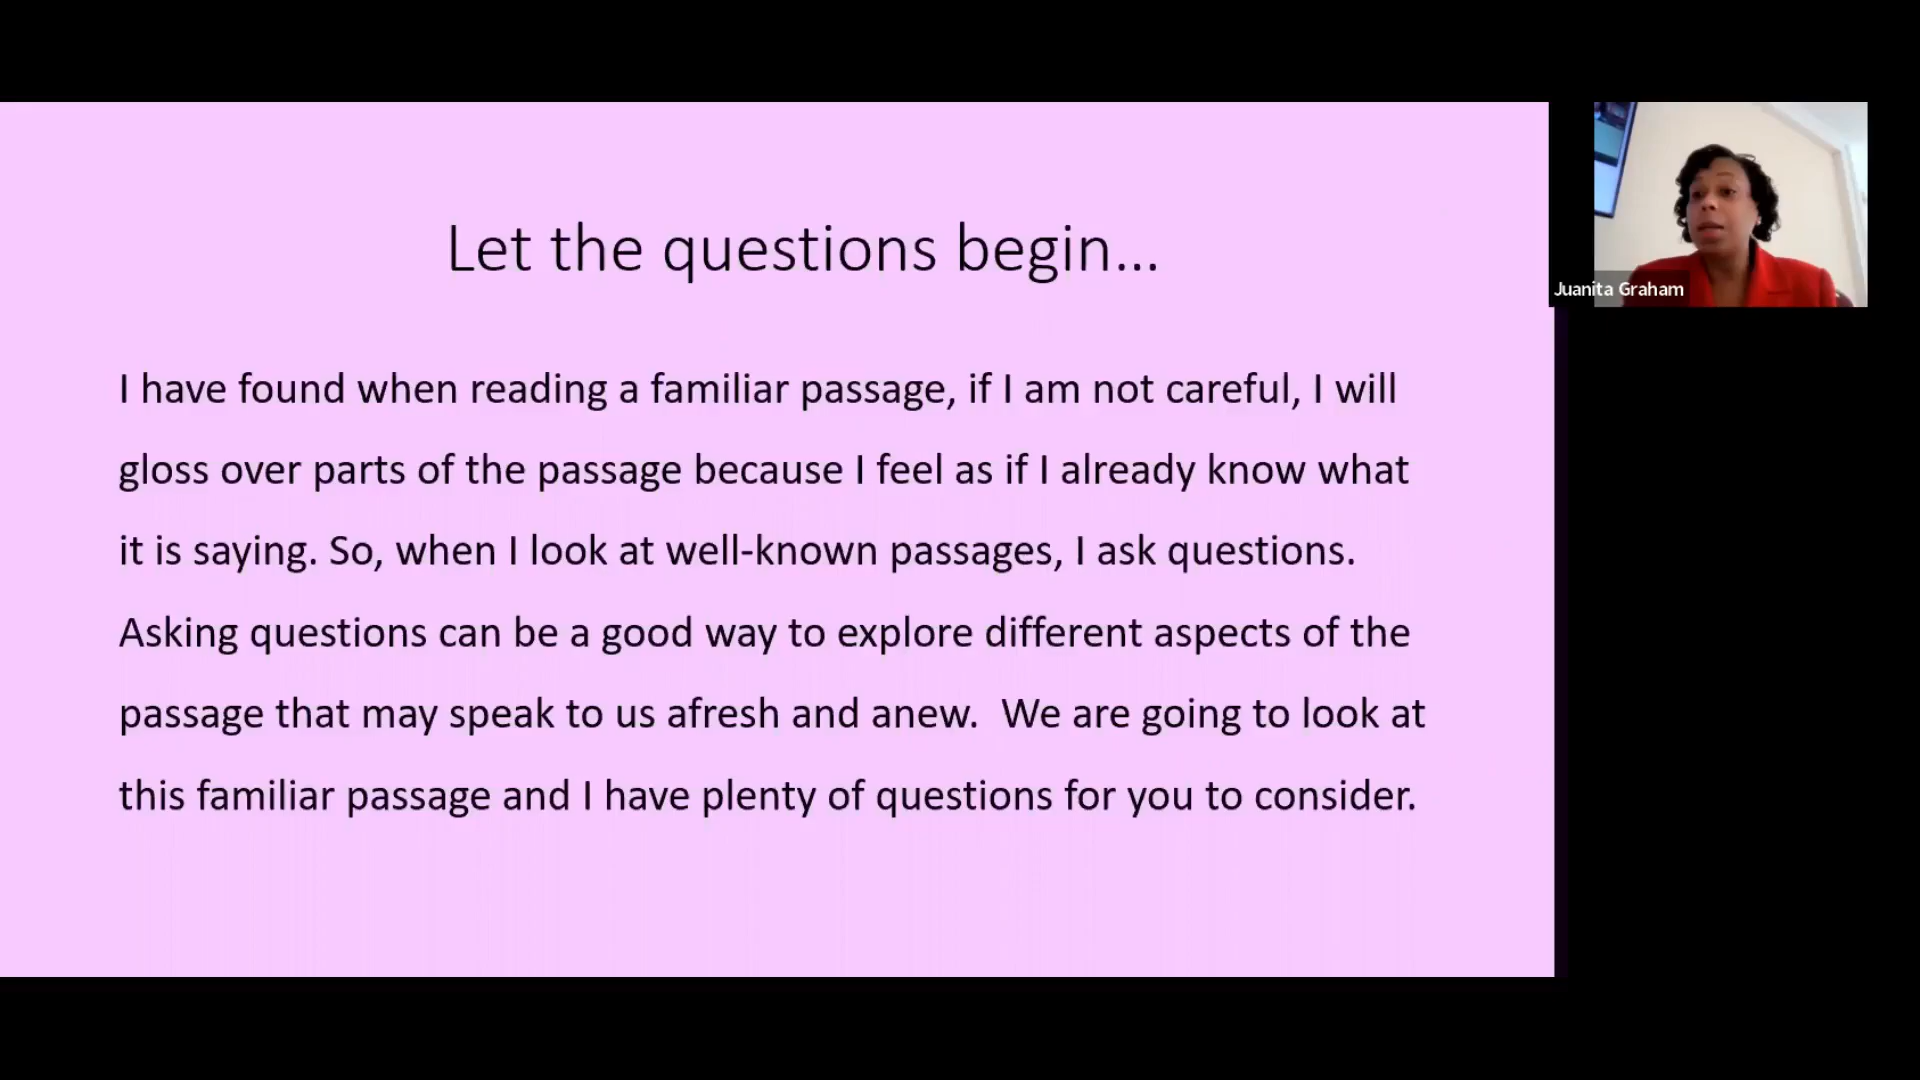 Let the questions begin...
I have found when reading a familiar passage, if I am not careful, I will
gloss over parts of the passage because I feel as if I already know what
it is saying. So, when I look at well-known passages, I ask questions.
Asking questions can be a good way to explore different aspects of the
passage that may speak to us afresh and anew.  We are going to look at
this familiar passage and I have plenty of questions for you to consider.
Juanita Graham